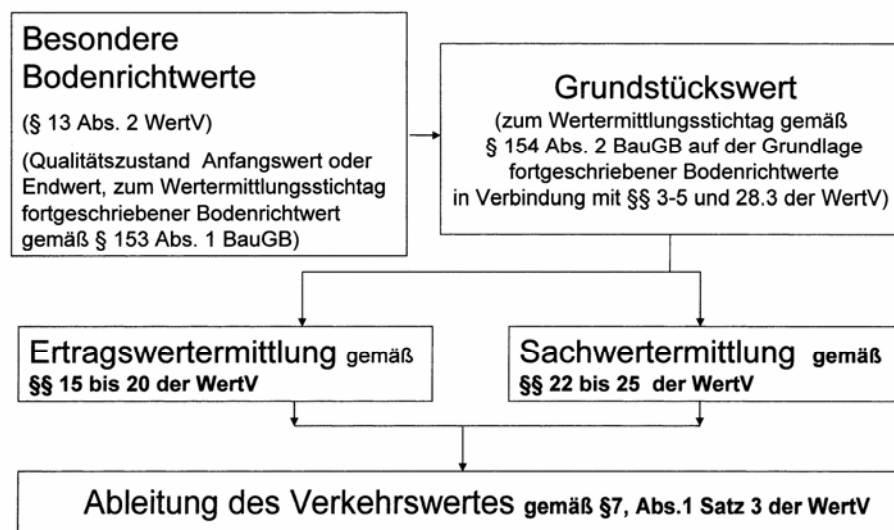 Besondere
Bodenrichtwerte
(§ 13 Abs. 2 WertV)
(Qualitätszustand Anfangswert oder
Endwert, zum Wertermittlungsstichtag
fortgeschriebener Bodenrichtwert
gemäß § 153 Abs. 1 BauGB)
Grundstückswert
(zum Wertermittlungsstichtag gemäß
§ 154 Abs. 2 BauGB auf der Grundlage
fortgeschriebener Bodenrichtwerte
in Verbindung mit §§ 3-5 und 28.3 der WertV)
Ertragswertermittlung gemäß
§§ 15 bis 20 der WertV
Sachwertermittlung gemäß
§§ 22 bis 25 der WertV
Ableitung des Verkehrswertes gemäß §7, Abs.1 Satz 3 der WertV